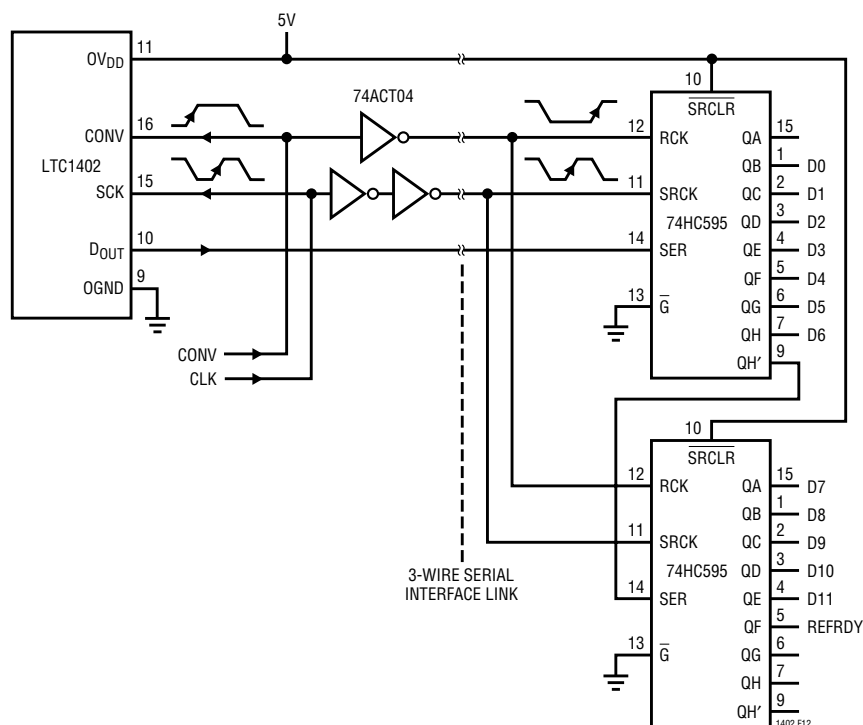 5V
OVDD 11
74ACT04
10
SRCLR
CONV 16
12 RCK QA 15
LTC1402
QB 1 D0
SCK 15
11 SRCK QC 2 D1
74HC595 QD 3 D2
DOUT 10
14 SER QE 4 D3
OGND 9
QF 5 D4
13 G QG 6 D5
QH 7 D6
CONV
QH′ 9
CLK
10
SRCLR
12 RCK QA 15 D7
QB 1 D8
11 SRCK QC 2 D9
3-WIRE SERIAL
INTERFACE LINK
74HC595 QD 3 D10
14 SER QE 4 D11
QF 5 REFRDY
13 G QG 6
QH 7
QH′ 9
1402 F12